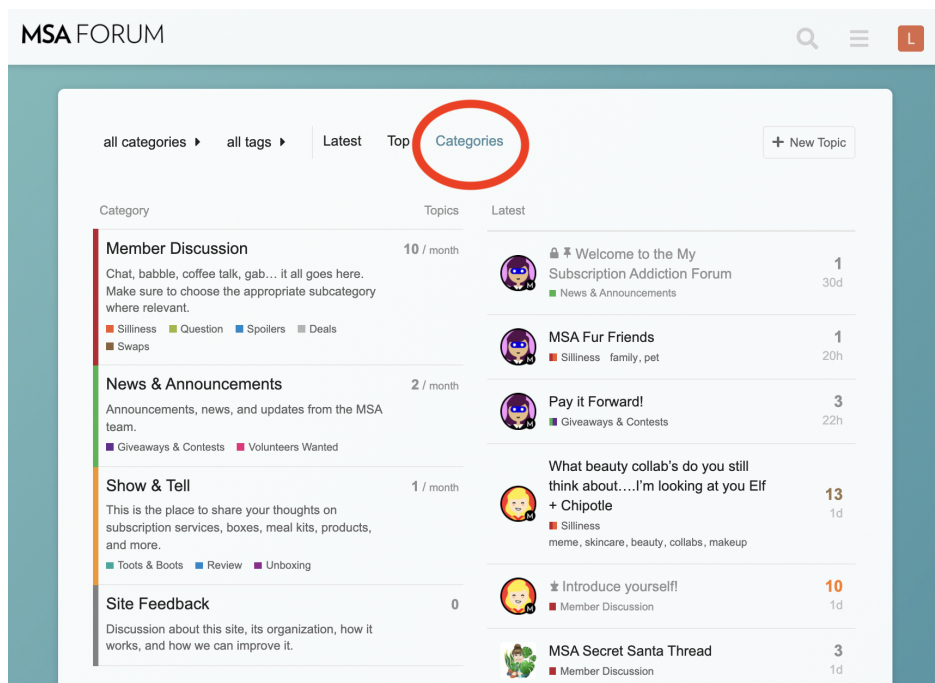 MSA FORUM
L
all categories
all tags
Latest
Top
Categories
+ New Topic
Category
Topics
Member Discussion
10 / month
Chat, babble, coffee talk, gab… it all goes here.
Make sure to choose the appropriate subcategory
where relevant.
Silliness Question Spoilers Deals
Swaps
News & Announcements
2 / month
Announcements, news, and updates from the MSA
team.
Giveaways & Contests Volunteers Wanted
Show & Tell
1 / month
This is the place to share your thoughts on
subscription services, boxes, meal kits, products,
and more.
Toots & Boots Review Unboxing
Site Feedback
0
Discussion about this site, its organization, how it
works, and how we can improve it.
Latest
M
Welcome to the My
Subscription Addiction Forum
News & Announcements
1
30d
M
MSA Fur Friends
Silliness family, pet
1
20h
M
Pay it Forward!
Giveaways & Contests
3
22h
M
What beauty collab's do you still
think about….I'm looking at you Elf
+ Chipotle
Silliness
meme, skincare, beauty, collabs, makeup
13
1d
M
Introduce yourself!
Member Discussion
10
1d
MSA Secret Santa Thread
Member Discussion
3
1d